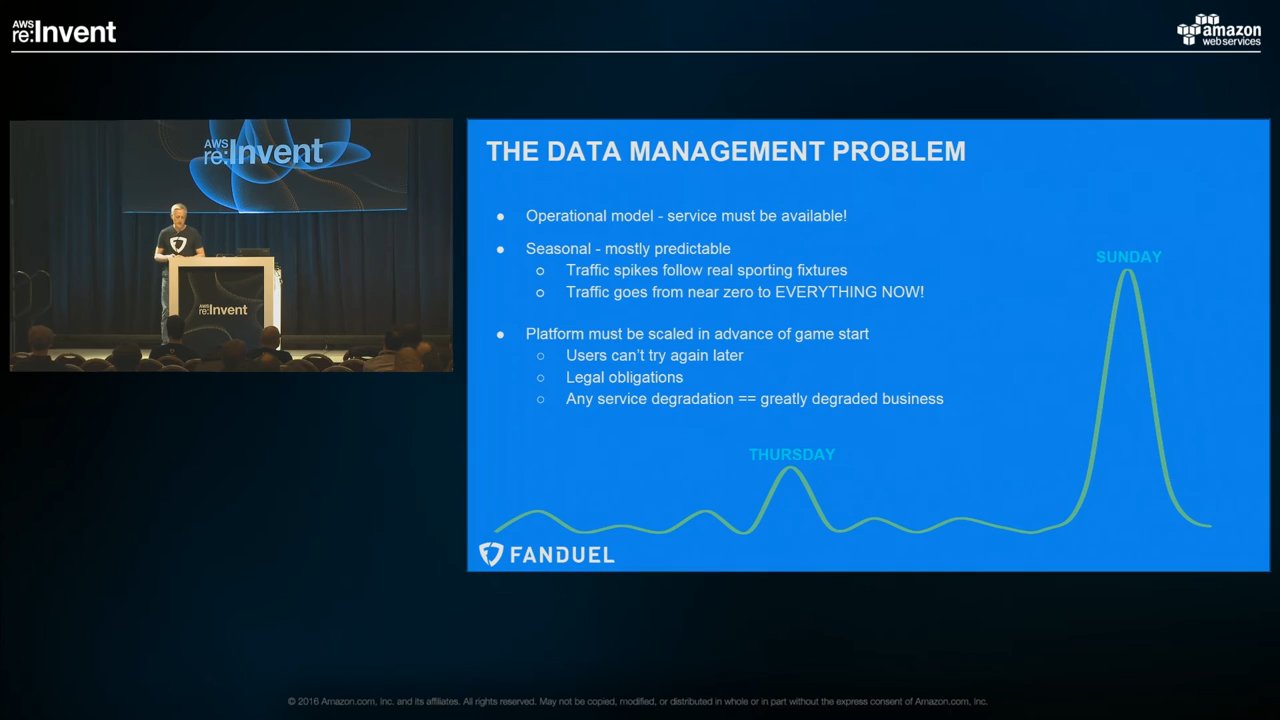 AWS
re:Invent
amazon
web services
AWS
re:Invent
AWS
re:Invent
THE DATA MANAGEMENT PROBLEM
● Operational model - service must be available!
● Seasonal - mostly predictable
○ Traffic spikes follow real sporting fixtures
○ Traffic goes from near zero to EVERYTHING NOW!
● Platform must be scaled in advance of game start
○ Users can't try again later
○ Legal obligations
○ Any service degradation == greatly degraded business
SUNDAY
THURSDAY
FANDUEL
© 2016 Amazon.com, Inc. and its affiliates. All rights reserved. May not be copied, modified, or distributed in whole or in part without the express consent of Amazon.com, Inc.